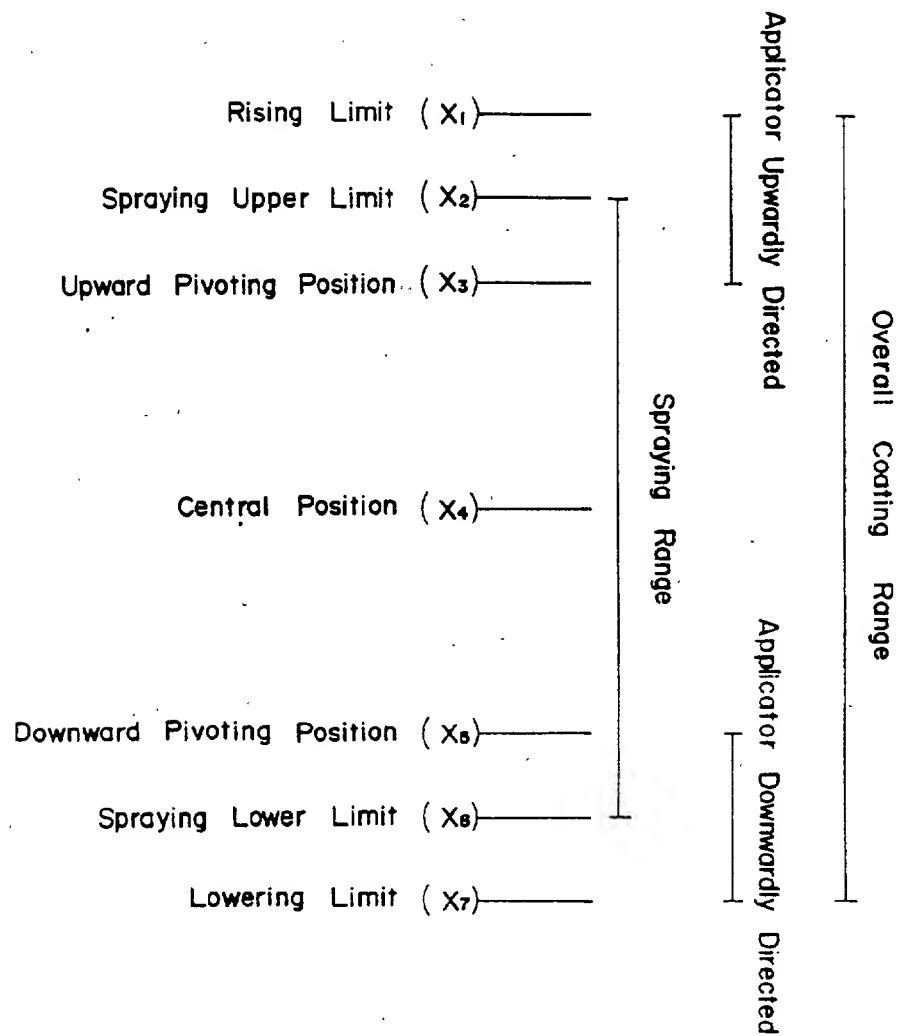 Rising Limit (X1)
Spraying Upper Limit (X2)
Upward Pivoting Position (X3)
Central Position (X4)
Downward Pivoting Position (X5)
Spraying Lower Limit (X6)
Lowering Limit (X7)
Spraying Range
Applicator Upwardly Directed
Applicator Downwardly Directed
Overall Coating Range